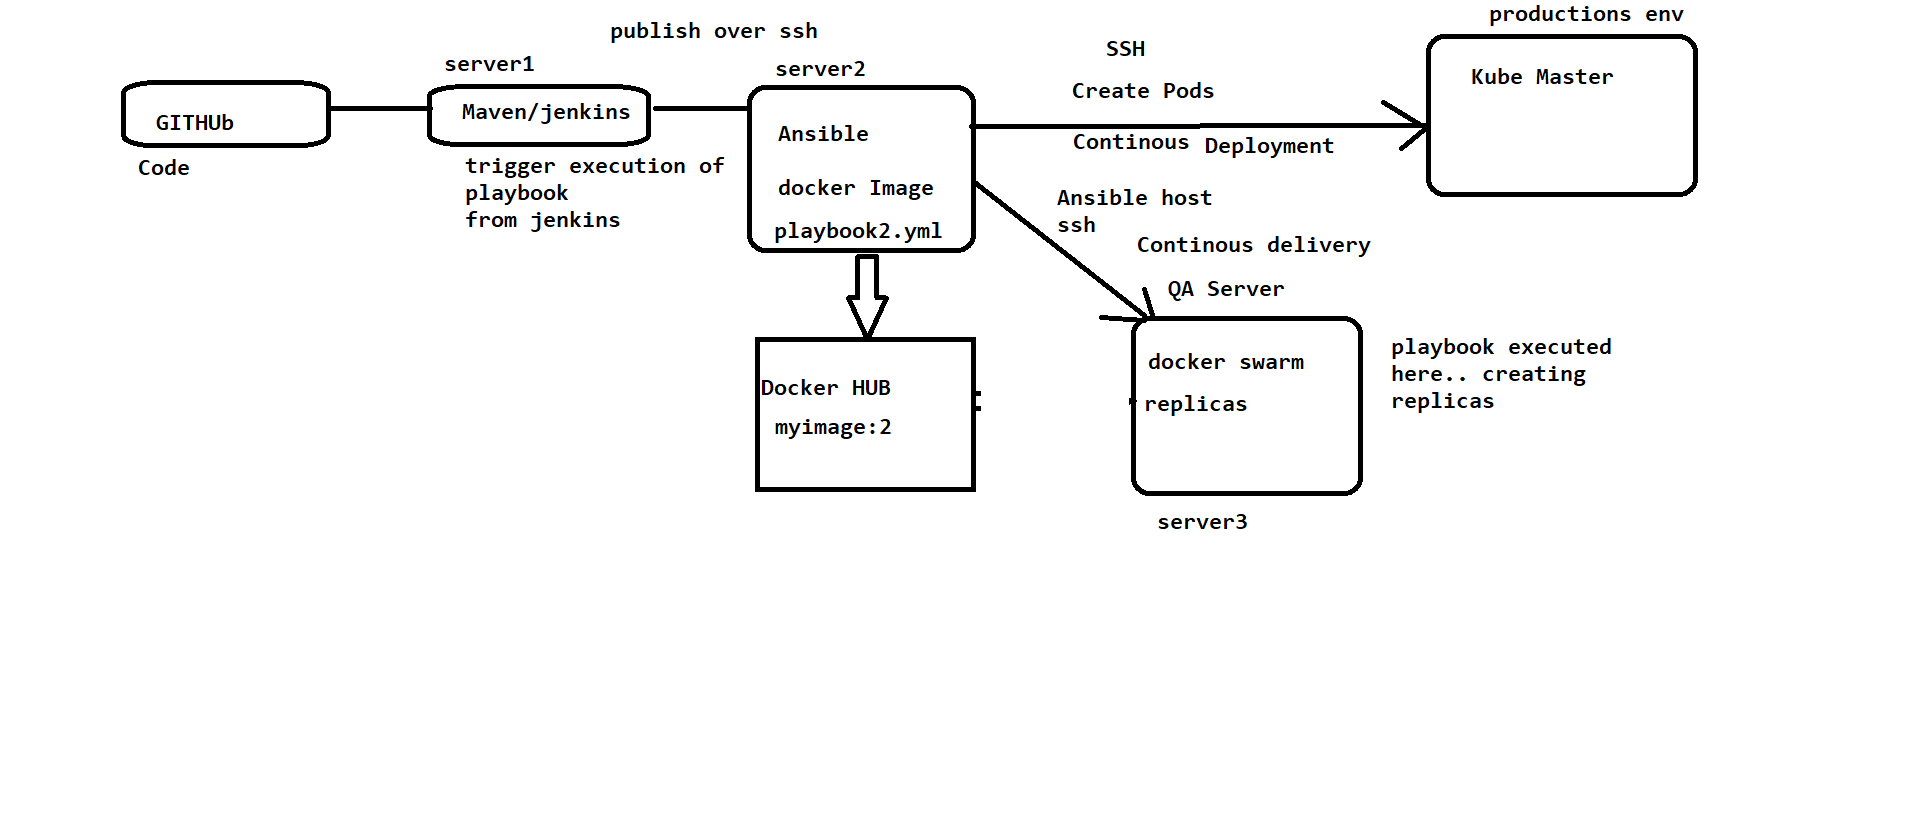 productions env
publish over ssh
SSH
server1
server2
Kube Master
Create Pods
GITHUb
Maven/jenkins
Ansible
Continous Deployment
Code
trigger execution of
playbook
from jenkins
docker Image
playbook2.yml
Ansible host
ssh
Continous delivery
QA Server
Docker HUB
myimage:2
docker swarm
replicas
playbook executed
here.. creating
replicas
server3